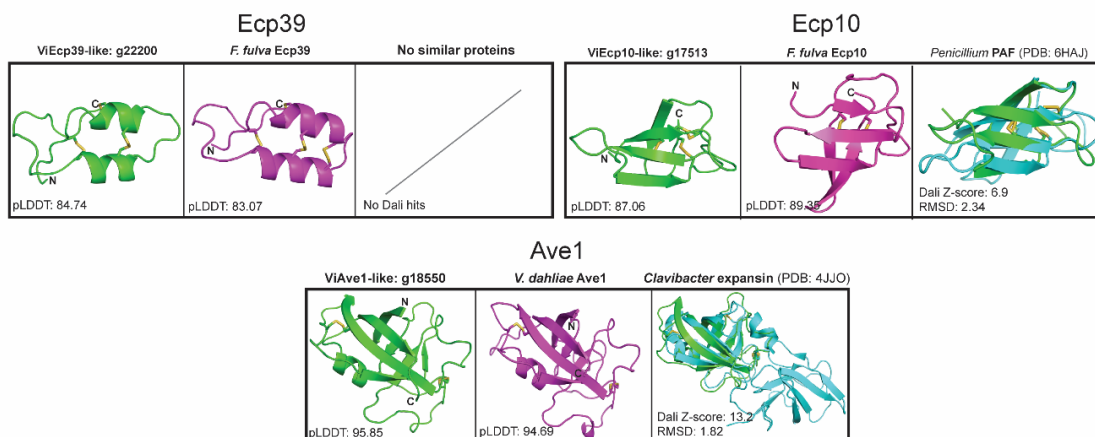 Ecp39
ViEcp39-like: g22200
F. fulva Ecp39
No similar proteins
C
N
pLDDT: 84.74
C
N
pLDDT: 83.07
No Dali hits
Ecp10
ViEcp10-like: g17513
F. fulva Ecp10
Penicillium PAF (PDB: 6HAJ)
C
N
pLDDT: 87.06
N
C
pLDDT: 89.35
Dali Z-score: 6.9
RMSD: 2.34
Ave1
ViAve1-like: g18550
V. dahliae Ave1
Clavibacter expansin (PDB: 4JJO)
N
C
pLDDT: 95.85
N
C
pLDDT: 94.69
Dali Z-score: 13.2
RMSD: 1.82